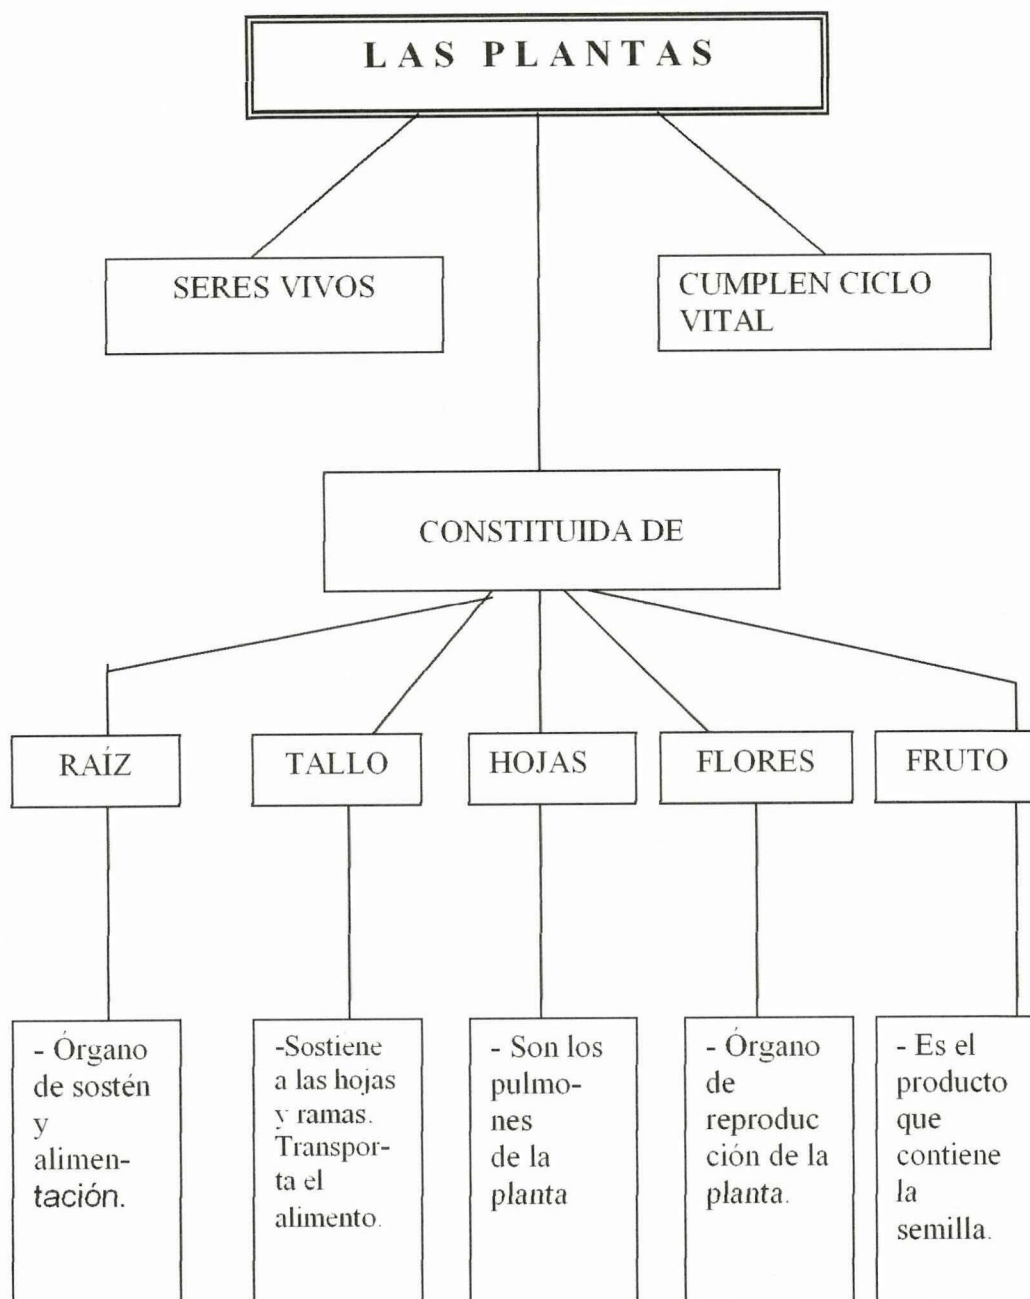 LAS PLANTAS
SERES VIVOS
CUMPLEN CICLO
VITAL
CONSTITUIDA DE
RAÍZ
TALLO
HOJAS
FLORES
FRUTO
- Órgano
de sostén
y
alimen-
tación.
-Sostiene
a las hojas
y ramas.
Transpor-
ta el
alimento.
- Son los
pulmo-
nes
de la
planta
- Órgano
de
reproduc
ción de la
planta.
- Es el
producto
que
contiene
la
semilla.